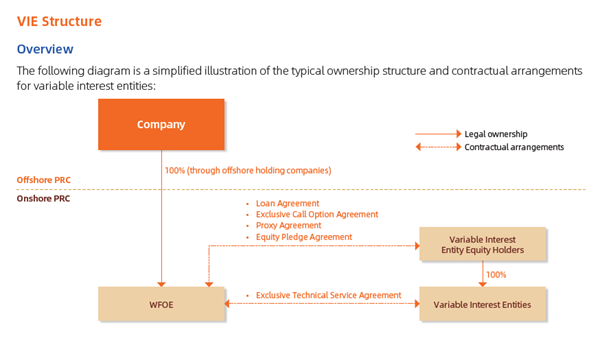 VIE Structure
Overview
The following diagram is a simplified illustration of the typical ownership structure and contractual arrangements
for variable interest entities:
Company
Legal ownership
Contractual arrangements
100% (through offshore holding companies)
Offshore PRC
Onshore PRC
• Loan Agreement
• Exclusive Call Option Agreement
• Proxy Agreement
• Equity Pledge Agreement
Variable Interest
Entity Equity Holders
100%
WFOE
• Exclusive Technical Service Agreement
Variable Interest Entities